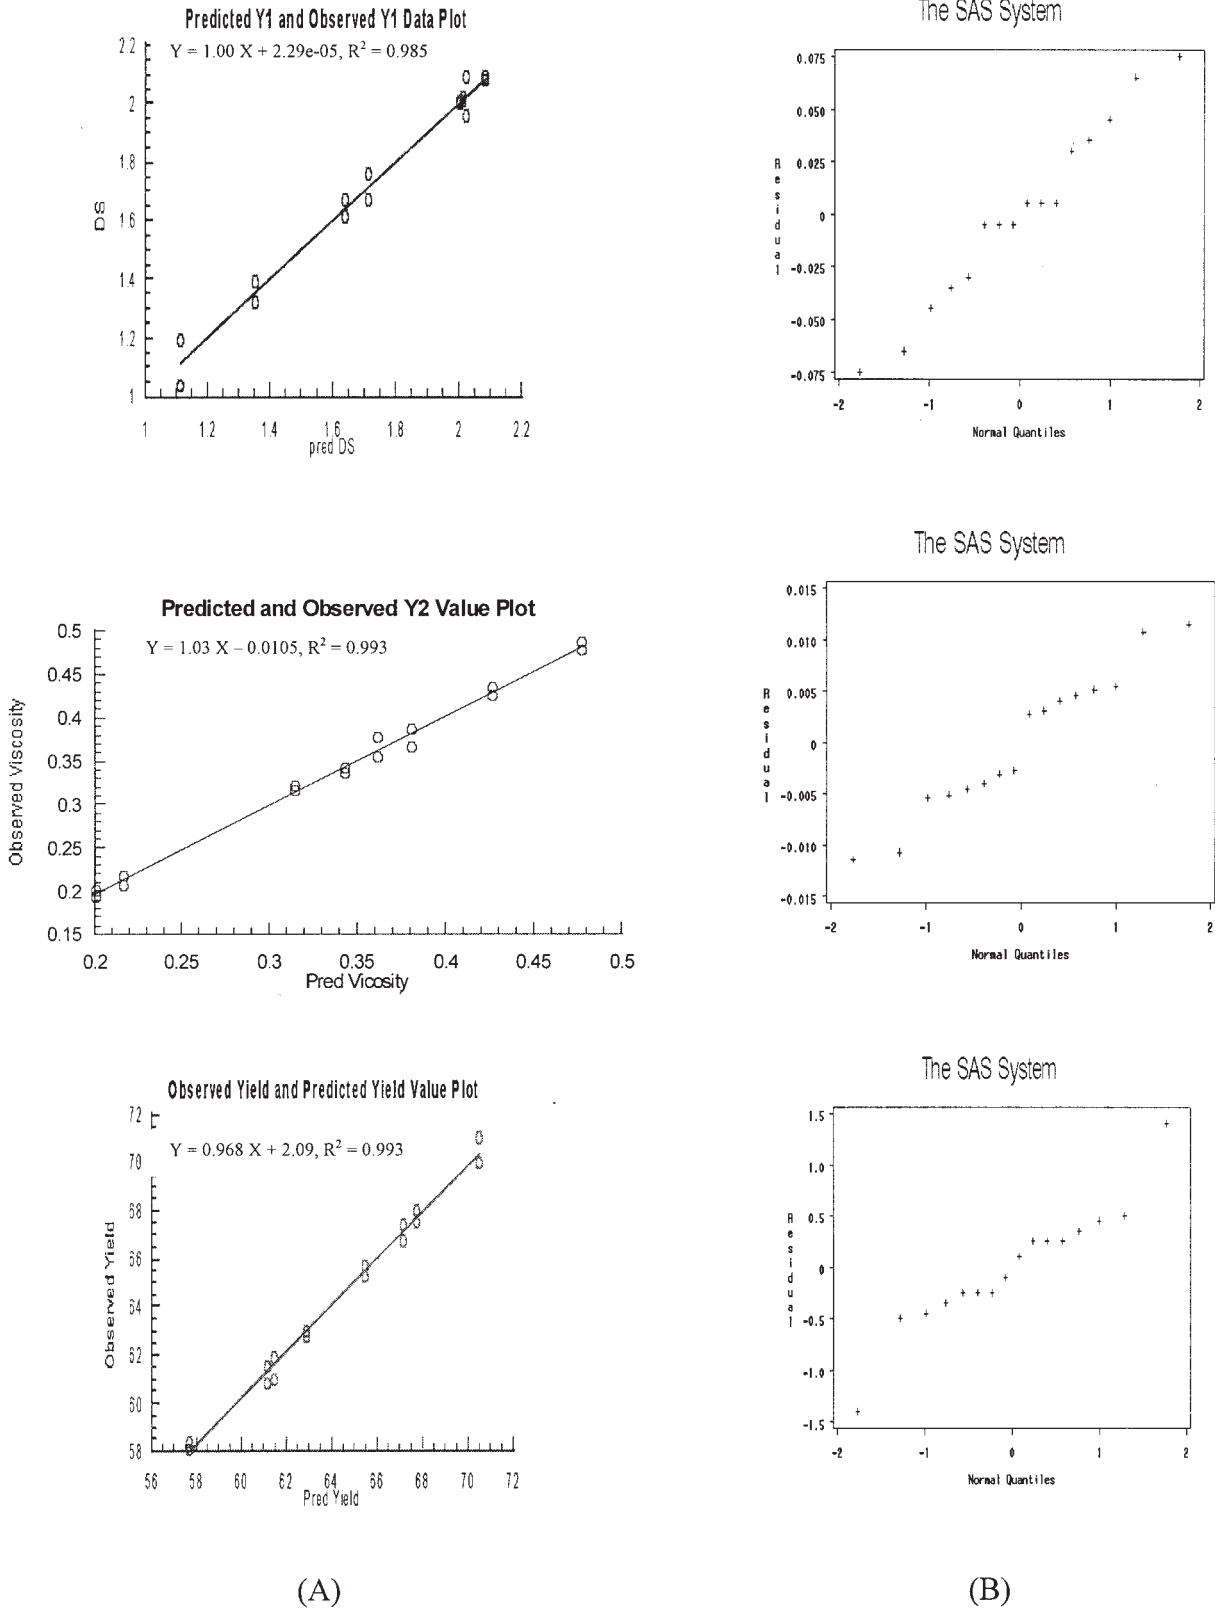 Predicted Y1 and Observed Y1 Data Plot
Y = 1.00 X + 2.29e-05, R² = 0.985
2.2
2
1.8
1.6
1.4
1.2
1
DS
1 1.2 1.4 1.6 1.8 2 2.2
pred DS
The SAS System
0.075
0.050
0.025
0
-0.025
-0.050
-0.075
Residual
-2 -1 0 1 2
Normal Quantiles
Predicted and Observed Y2 Value Plot
Y = 1.03 X – 0.0105, R² = 0.993
0.5
0.45
0.4
0.35
0.3
0.25
0.2
0.15
Observed Viscosity
0.2 0.25 0.3 0.35 0.4 0.45 0.5
Pred Vicosity
The SAS System
0.015
0.010
0.005
0
-0.005
-0.010
-0.015
Residual
-2 -1 0 1 2
Normal Quantiles
Observed Yield and Predicted Yield Value Plot
Y = 0.968 X + 2.09, R² = 0.993
72
70
68
66
64
62
60
58
Observed Yield
56 58 60 62 64 66 68 70 72
Pred Yield
The SAS System
1.5
1.0
0.5
0
-0.5
-1.0
-1.5
Residual
-2 -1 0 1 2
Normal Quantiles
(A)
(B)